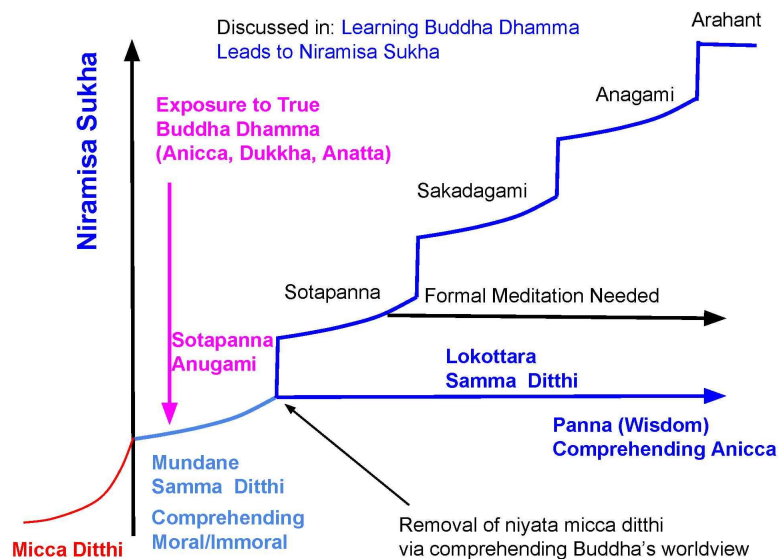 Discussed in: Learning Buddha Dhamma
Leads to Niramisa Sukha
Arahant
Niramisa Sukha
Exposure to True
Buddha Dhamma
(Anicca, Dukkha, Anatta)
Anagami
Sakadagami
Sotapanna
Formal Meditation Needed
Sotapanna
Anugami
Lokottara
Samma Ditthi
Panna (Wisdom)
Comprehending Anicca
Mundane
Samma Ditthi
Comprehending
Moral/Immoral
Micca Ditthi
Removal of niyata micca ditthi
via comprehending Buddha's worldview